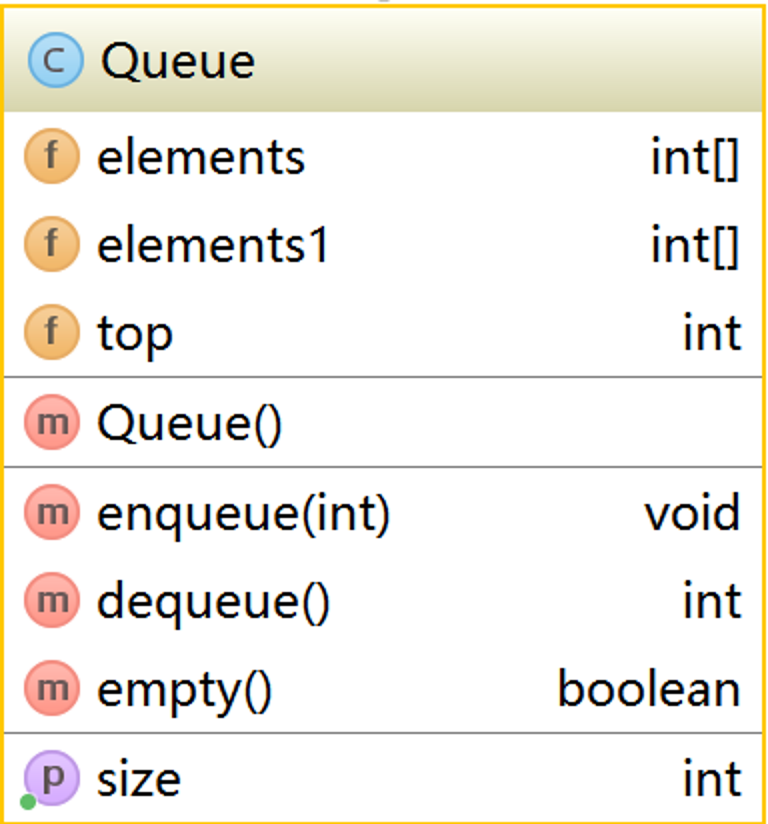 C Queue
f elements int[]
f elements1 int[]
f top int
m Queue()
m enqueue(int) void
m dequeue() int
m empty() boolean
p size int